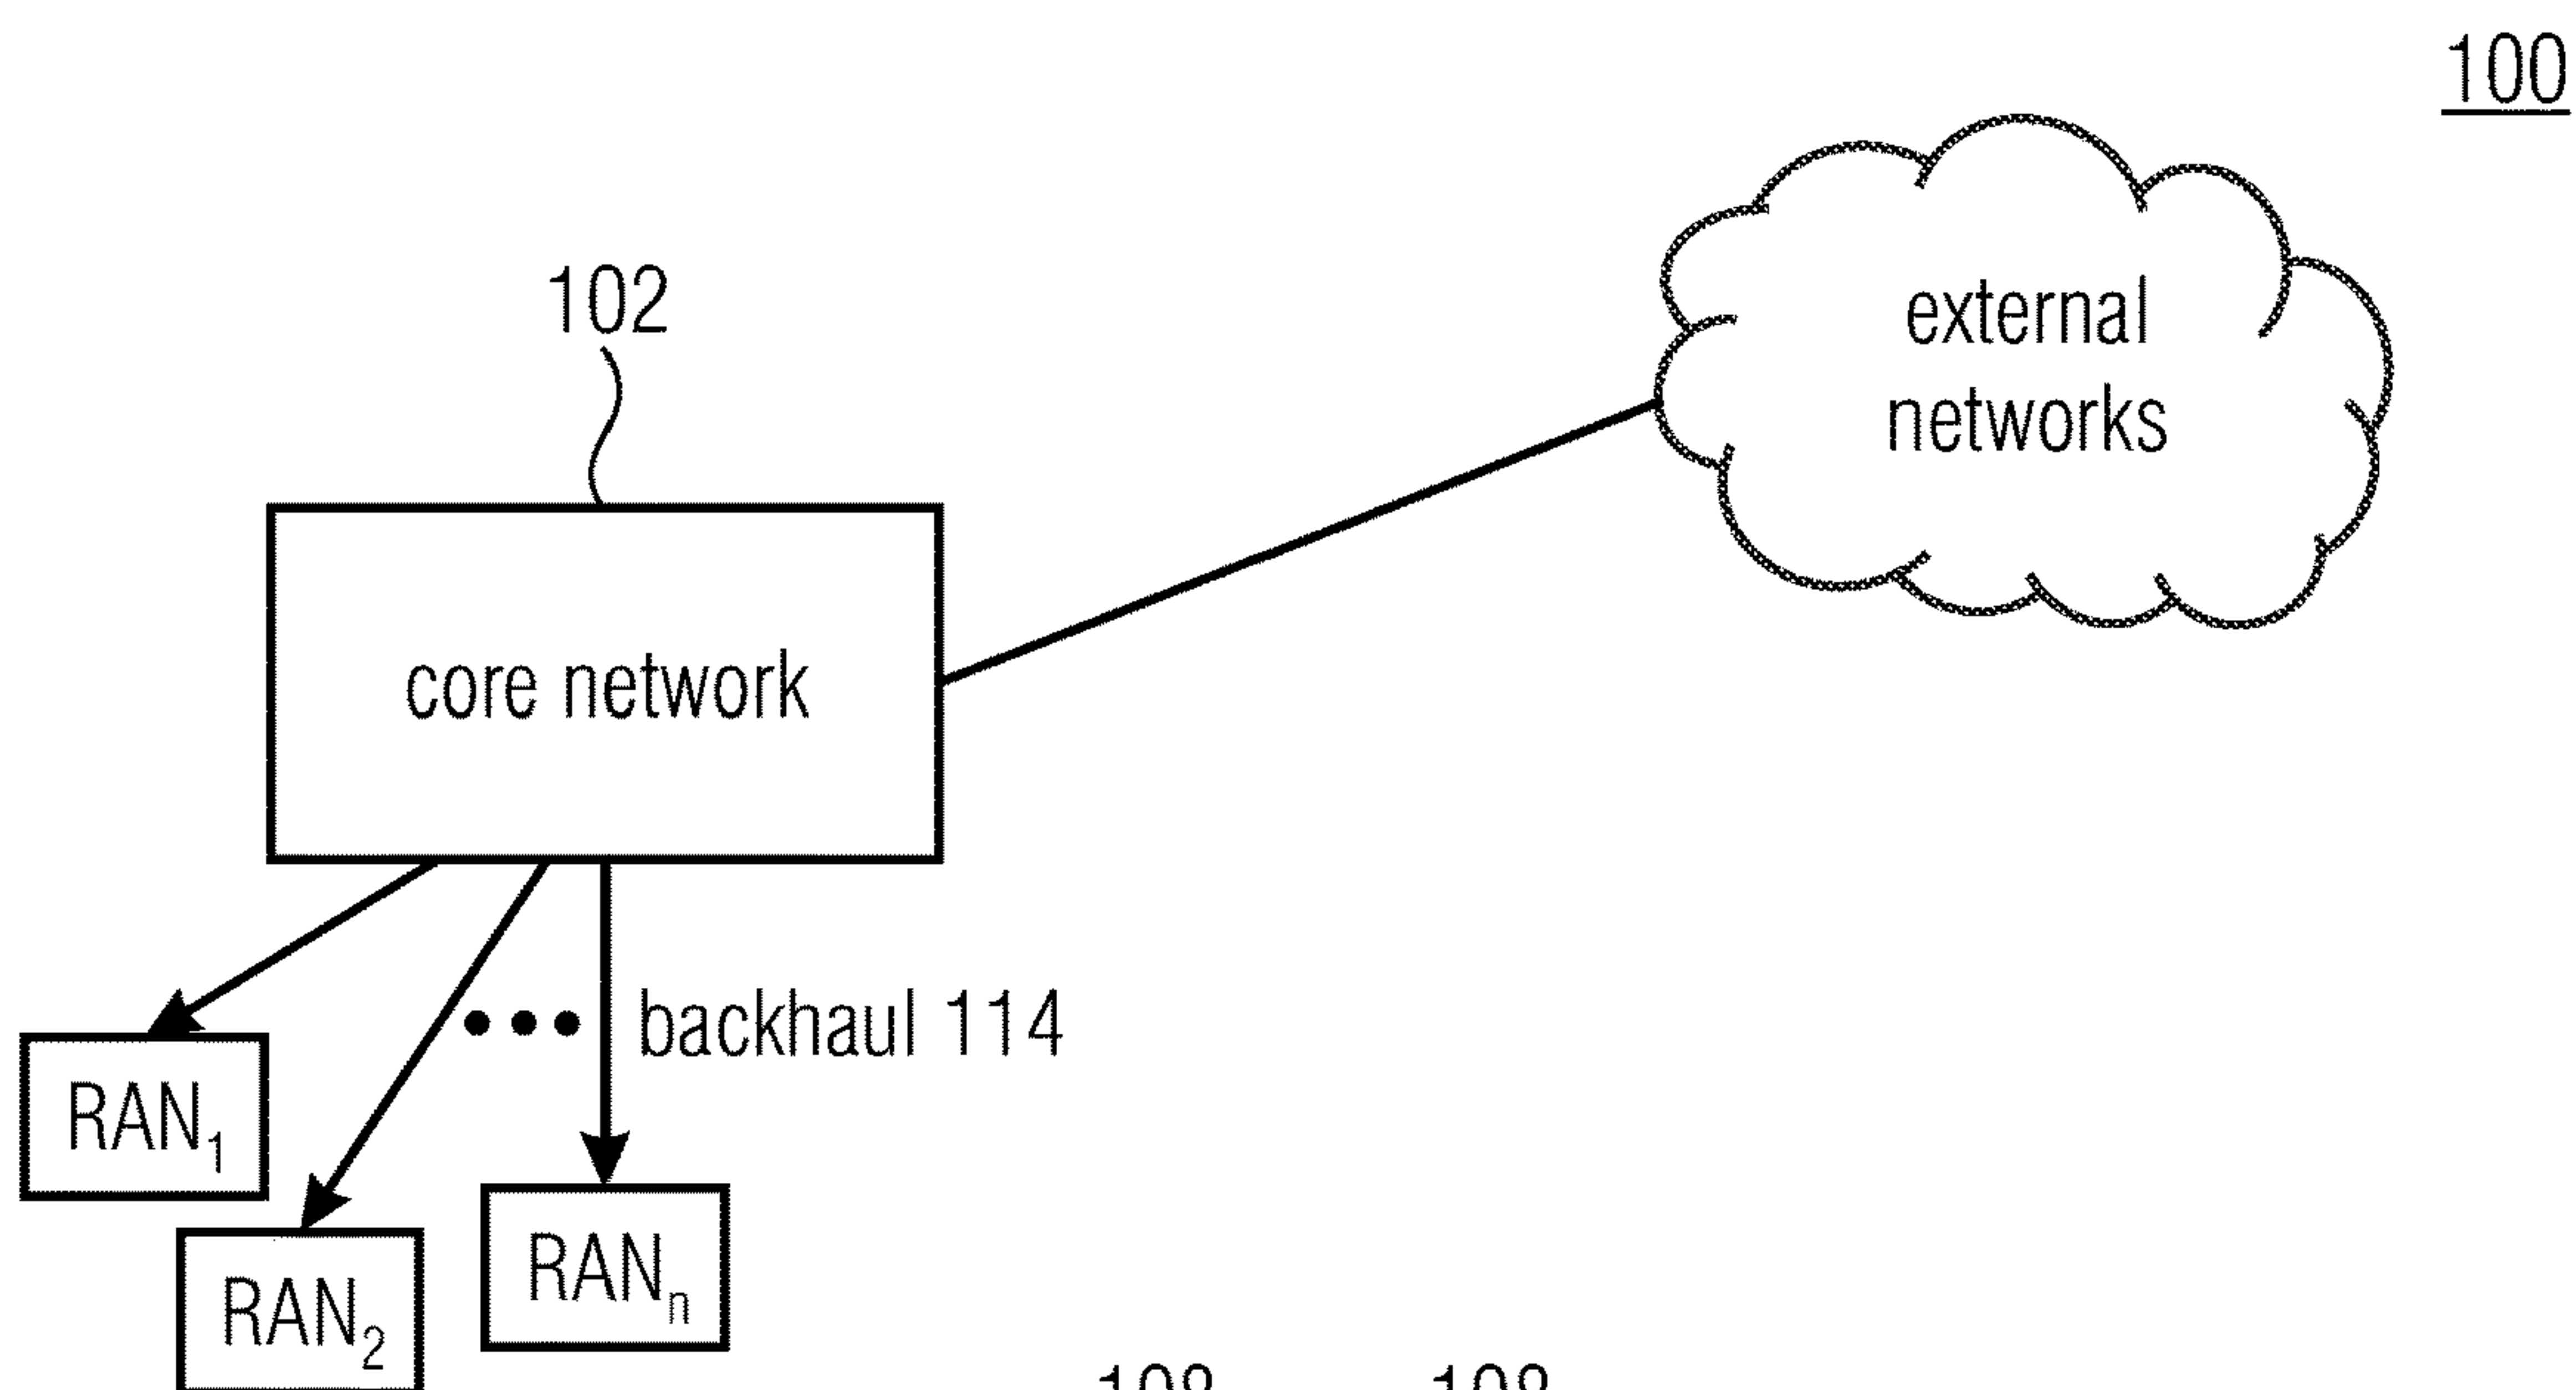 100
102
external
networks
core network
backhaul 114
RAN₁
RANₙ
RAN₂